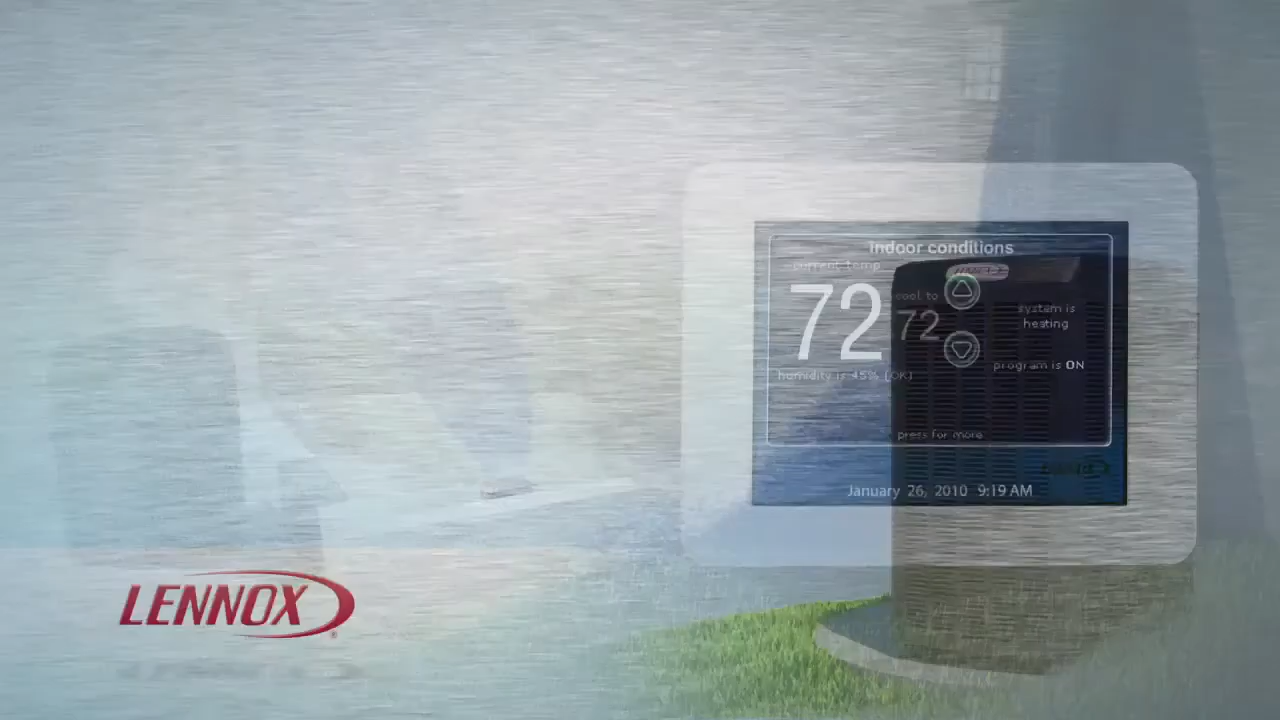 indoor conditions
current temp
72
cool to
72
system is
heating
program is ON
humidity is 45% (OK)
press for more
LENNOX
January 26, 2010 9:19 AM
LENNOX